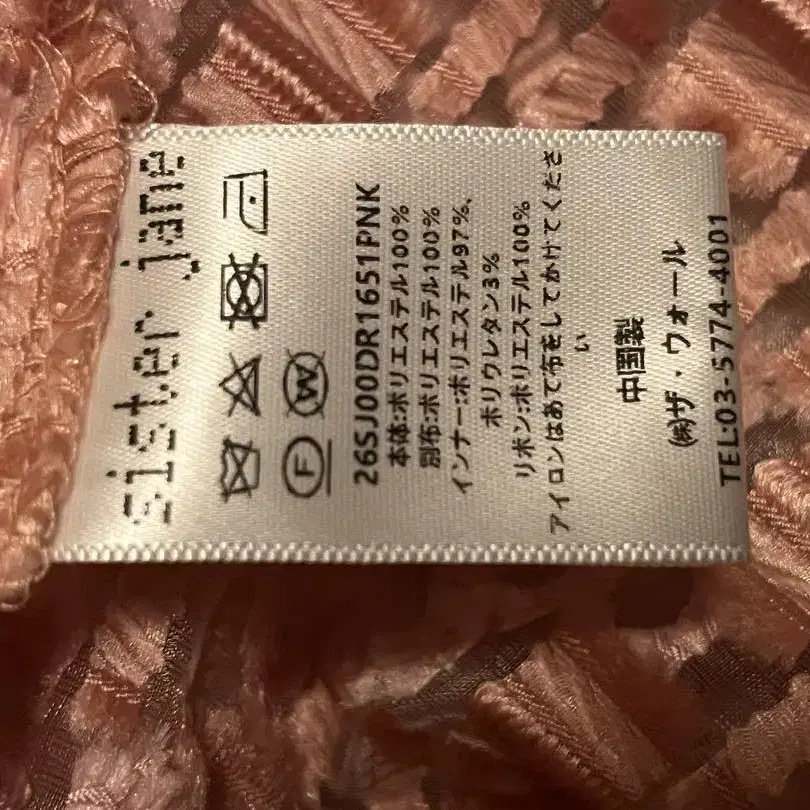 sister jane
F W
26SJ00DR1651PNK
本体:ポリエステル100%
別布:ポリエステル100%
インナー:ポリエステル97%、
ポリウレタン3%
リボン:ポリエステル100%
アイロンはあて布をしてかけてくださ
い
中国製
㈱ザ・ウォール
TEL:03-5774-4001